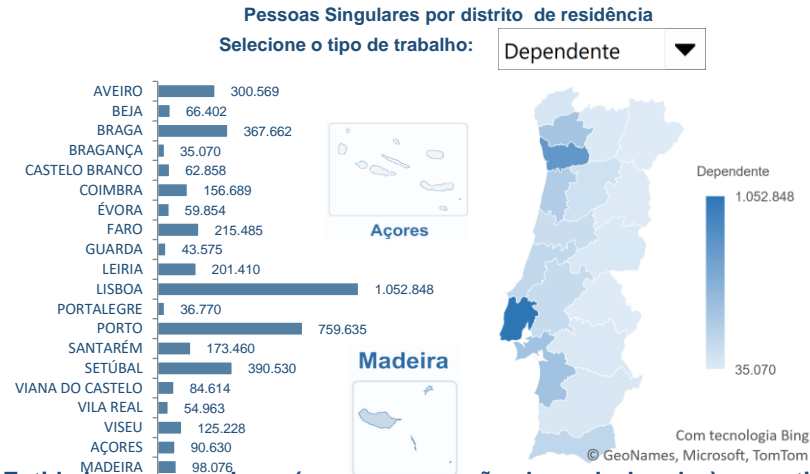 Pessoas Singulares por distrito de residência
Selecione o tipo de trabalho: Dependente
AVEIRO 300.569
BEJA 66.402
BRAGA 367.662
BRAGANÇA 35.070
CASTELO BRANCO 62.858
COIMBRA 156.689
ÉVORA 59.854
FARO 215.485
GUARDA 43.575
LEIRIA 201.410
LISBOA 1.052.848
PORTALEGRE 36.770
PORTO 759.635
SANTARÉM 173.460
SETÚBAL 390.530
VIANA DO CASTELO 84.614
VILA REAL 54.963
VISEU 125.228
AÇORES 90.630
MADEIRA 98.076
Açores
Madeira
Dependente
1.052.848
35.070
Com tecnologia Bing
© GeoNames, Microsoft, TomTom